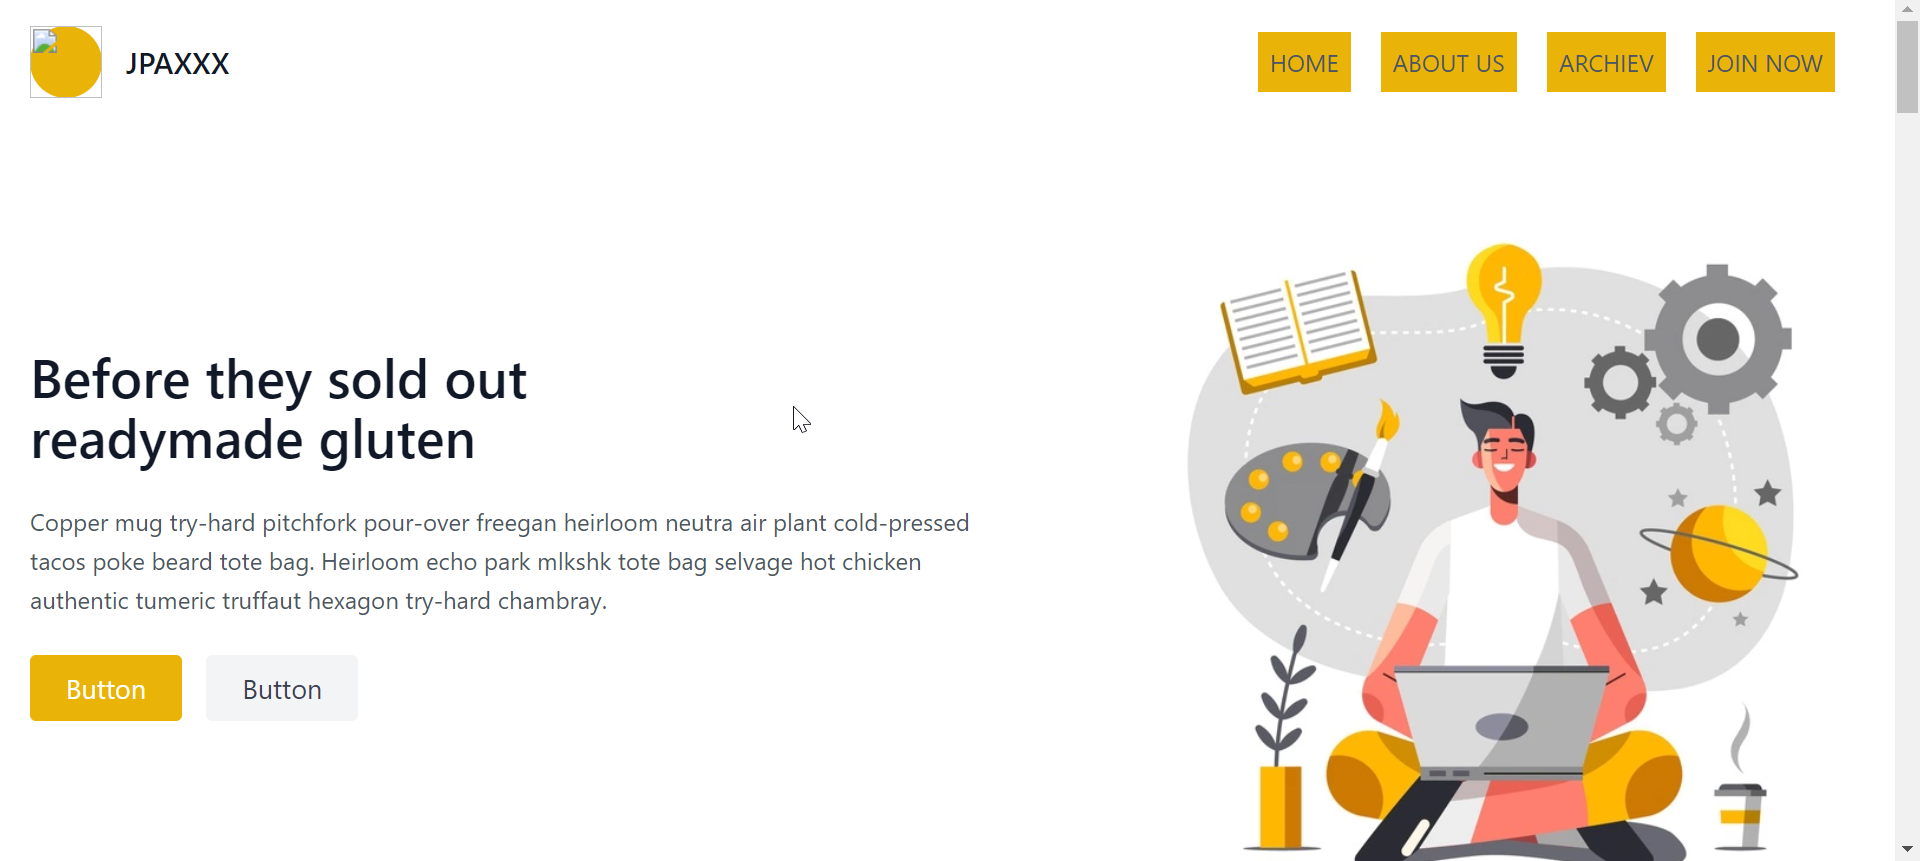 JPAXXX
HOME ABOUT US ARCHIEV JOIN NOW
Before they sold out
readymade gluten
Copper mug try-hard pitchfork pour-over freegan heirloom neutra air plant cold-pressed
tacos poke beard tote bag. Heirloom echo park mlkshk tote bag selvage hot chicken
authentic tumeric truffaut hexagon try-hard chambray.
Button Button